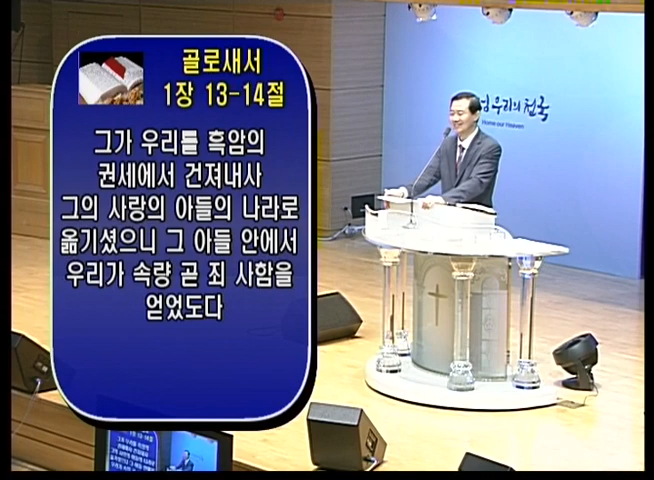 골로새서
1장 13-14절
그가 우리를 흑암의
권세에서 건져내사
그의 사랑의 아들의 나라로
옮기셨으니 그 아들 안에서
우리가 속량 곧 죄 사함을
얻었도다
우리의 천국
Home our Heaven